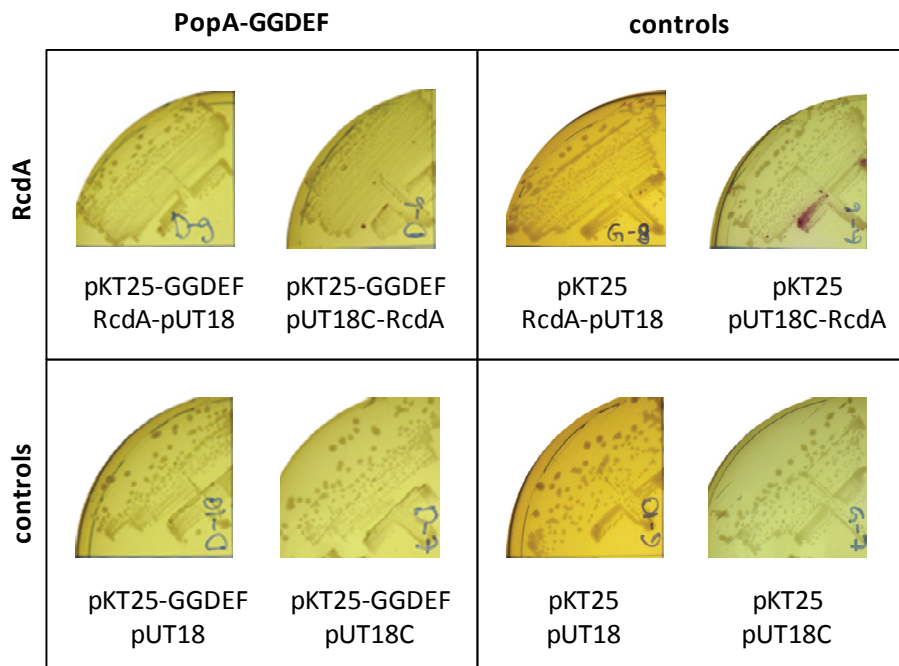 PopA-GGDEF
controls
RcdA
D-9
D-6
G-8
pKT25-GGDEF
RcdA-pUT18
pKT25-GGDEF
pUT18C-RcdA
pKT25
RcdA-pUT18
pKT25
pUT18C-RcdA
controls
D-10
G-10
pKT25-GGDEF
pUT18
pKT25-GGDEF
pUT18C
pKT25
pUT18
pKT25
pUT18C